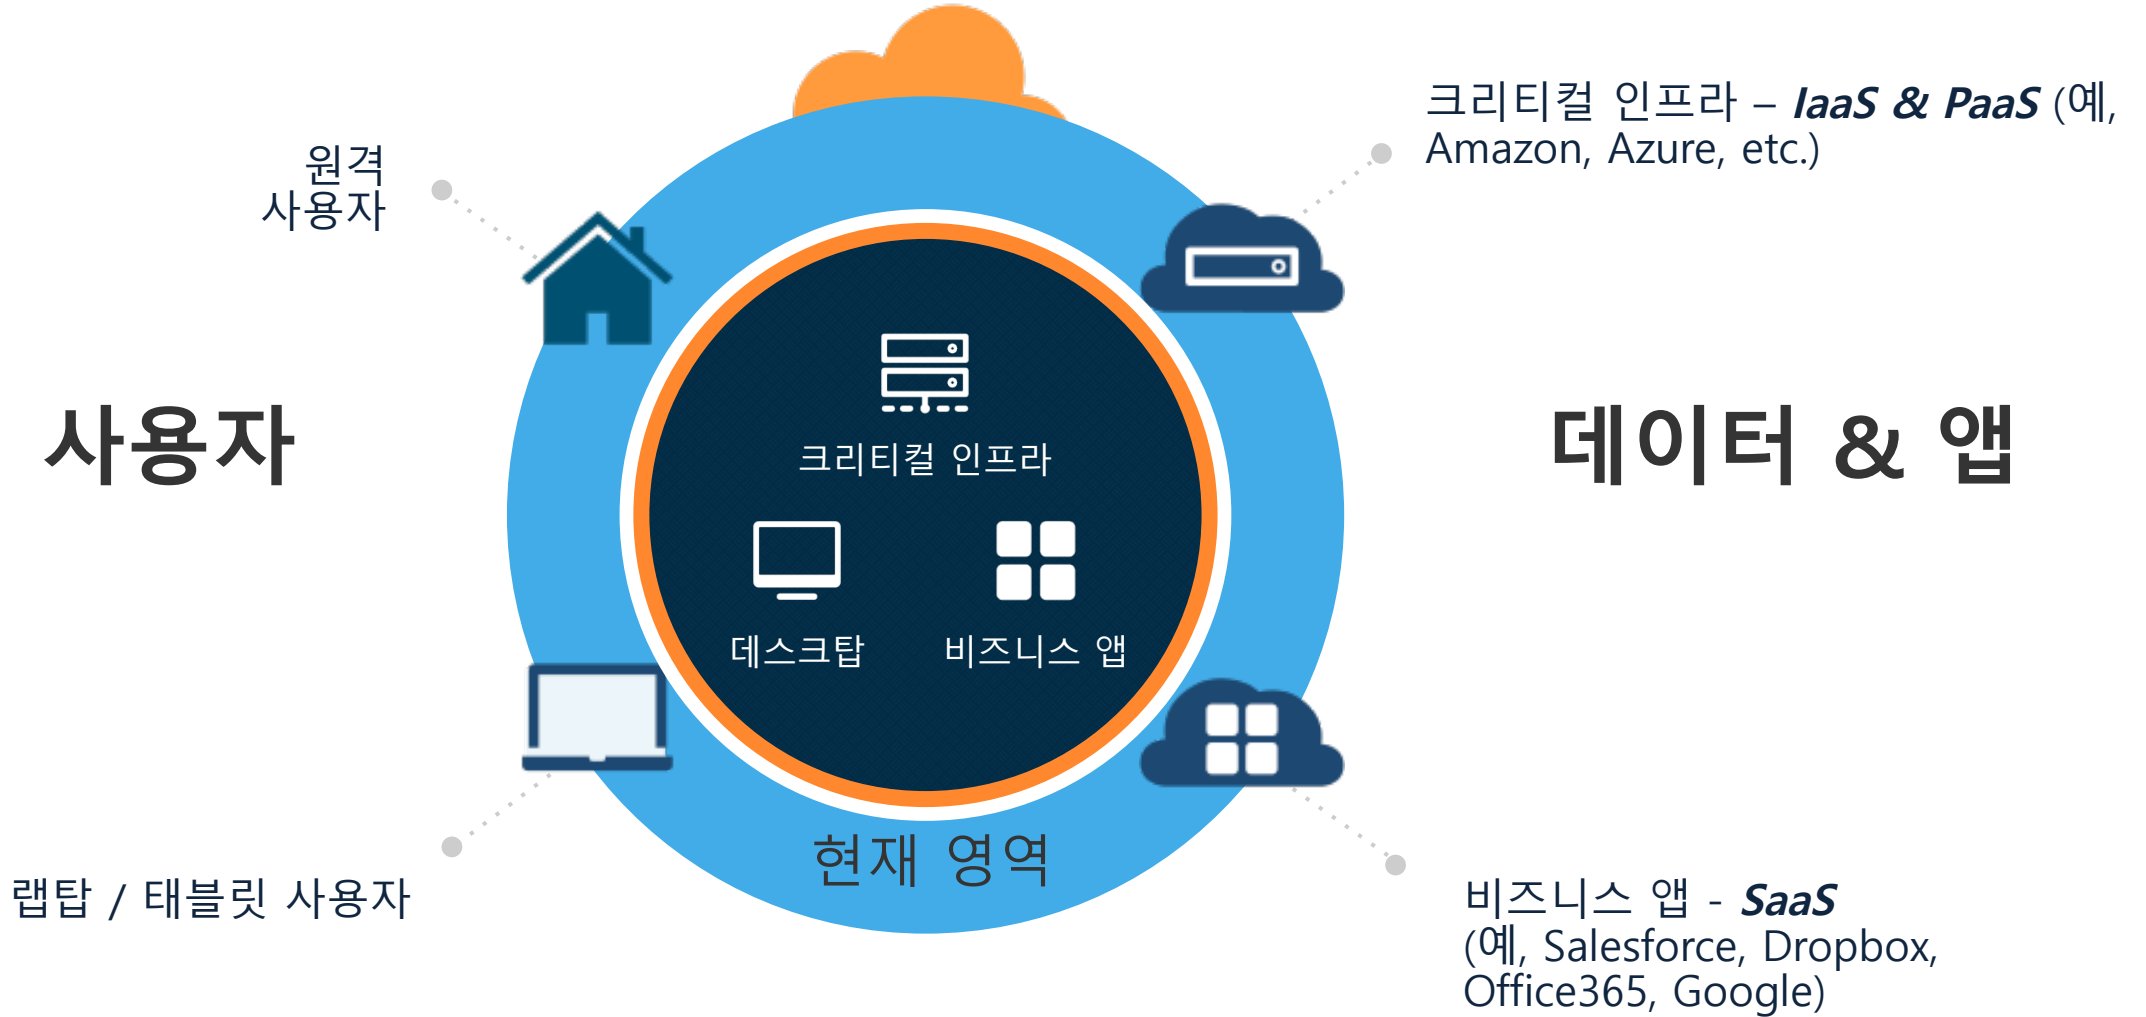 크리티컬 인프라 – IaaS & PaaS (예,
Amazon, Azure, etc.)
원격
사용자
사용자
데이터 & 앱
크리티컬 인프라
데스크탑
비즈니스 앱
현재 영역
랩탑 / 태블릿 사용자
비즈니스 앱 - SaaS
(예, Salesforce, Dropbox,
Office365, Google)